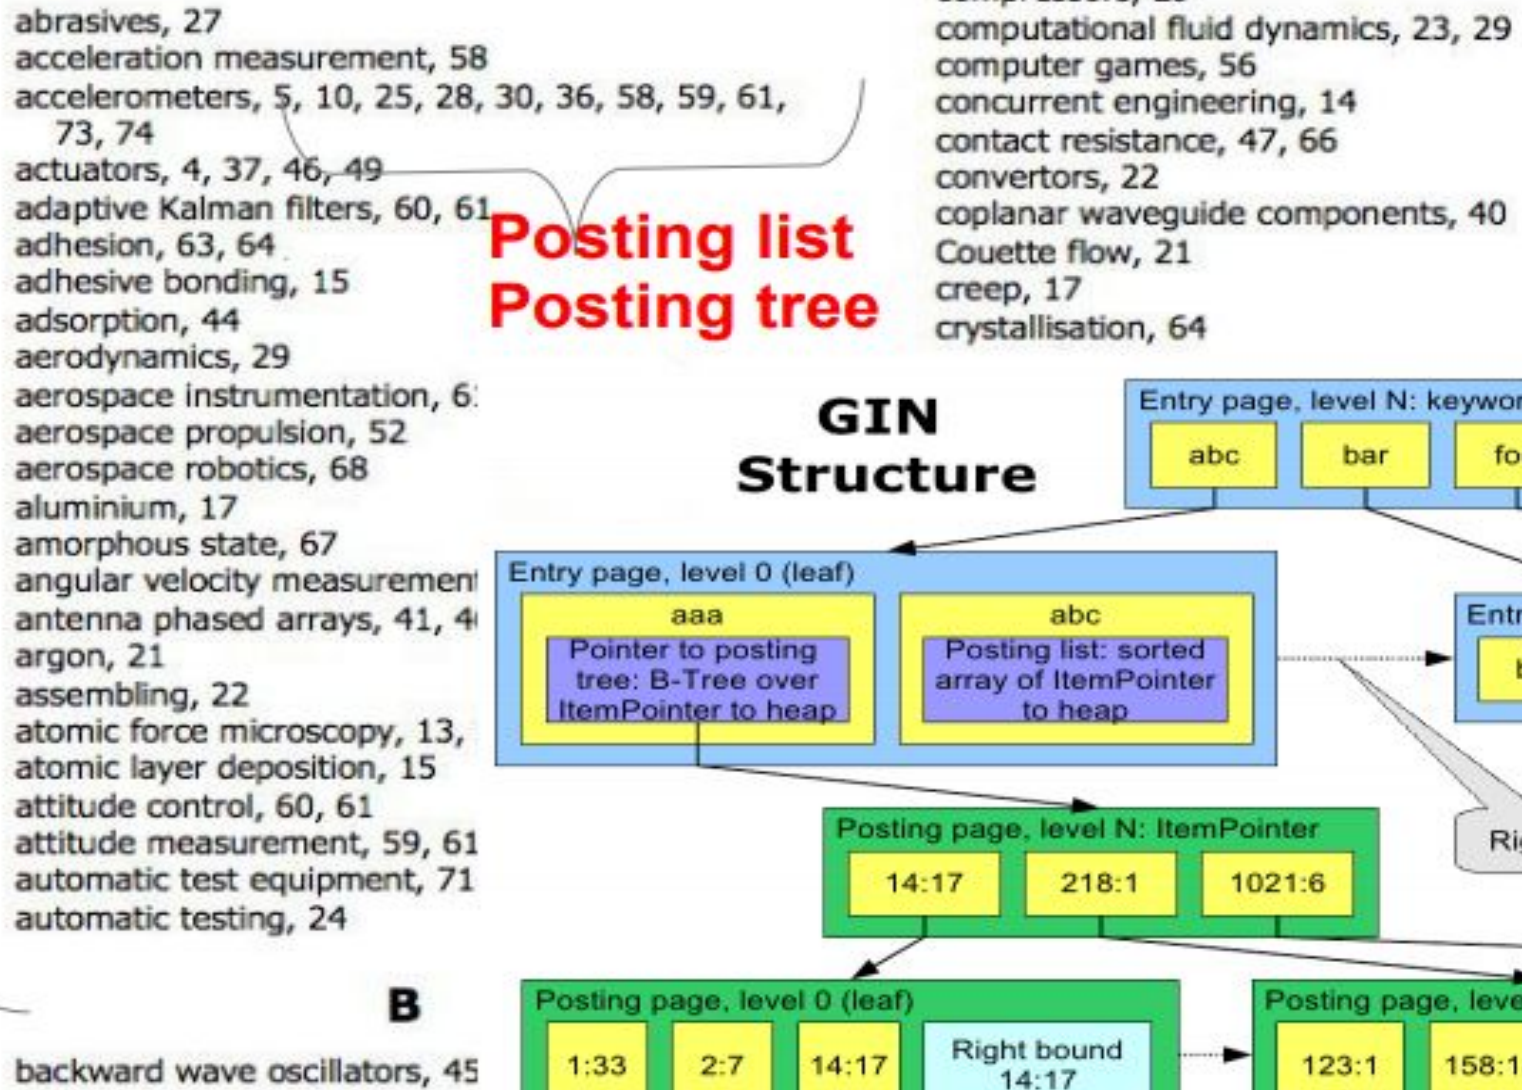 abrasives, 27
acceleration measurement, 58
accelerometers, 5, 10, 25, 28, 30, 36, 58, 59, 61,
73, 74
actuators, 4, 37, 46, 49
adaptive Kalman filters, 60, 61
adhesion, 63, 64
adhesive bonding, 15
adsorption, 44
aerodynamics, 29
aerospace instrumentation,
aerospace propulsion, 52
aerospace robotics, 68
aluminium, 17
amorphous state, 67
angular velocity measurement
antenna phased arrays, 41,
argon, 21
assembling, 22
atomic force microscopy, 13,
atomic layer deposition, 15
attitude control, 60, 61
attitude measurement, 59, 61
automatic test equipment, 71
automatic testing, 24
B
backward wave oscillators, 45
computational fluid dynamics, 23, 29
computer games, 56
concurrent engineering, 14
contact resistance, 47, 66
convertors, 22
coplanar waveguide components, 40
Couette flow, 21
creep, 17
crystallisation, 64
Posting list
Posting tree
GIN
Structure
Entry page, level N:
abc
bar
Entry page, level 0 (leaf)
aaa
Pointer to posting
tree: B-Tree over
ItemPointer to heap
abc
Posting list: sorted
array of ItemPointer
to heap
Posting page, level N: ItemPointer
14:17
218:1
1021:6
Posting page, level 0 (leaf)
1:33
2:7
14:17
Right bound
14:17
Posting page,
123:1
158:1